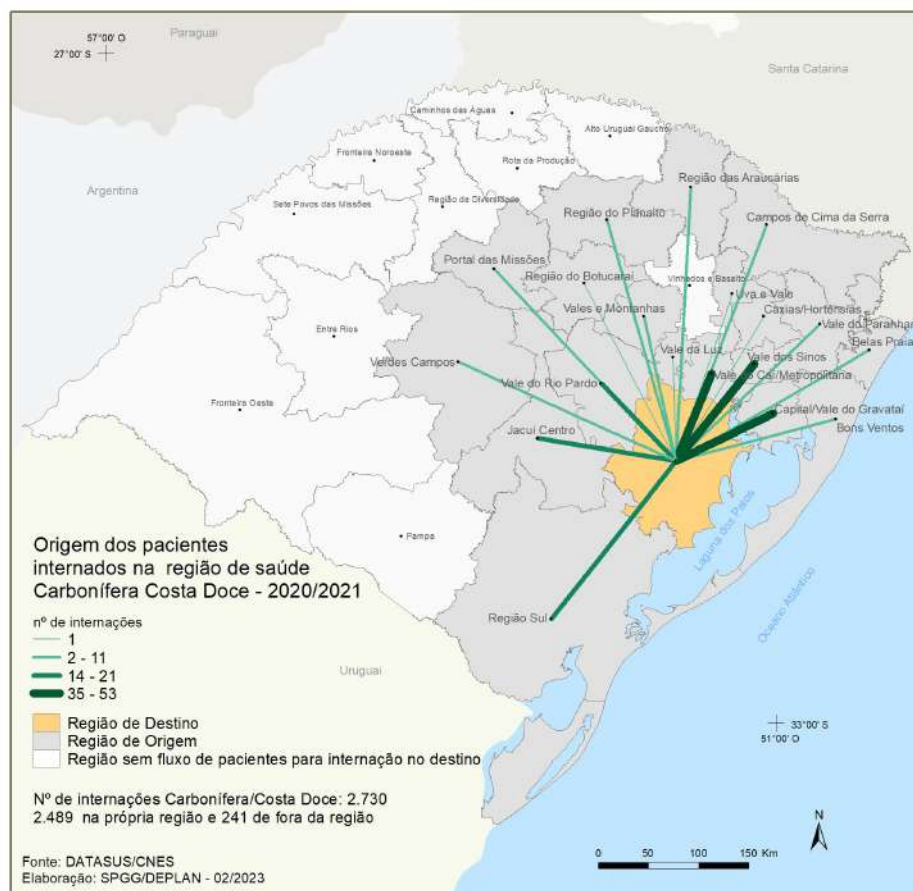 Paraguai
57°00' O
27°00' S
Santa Catarina
Caminhos das Águas
Alto Uruguai Gaúcho
Fronteira Noroeste
Rota da Produção
Região das Araucárias
Argentina
Sete Povos das Missões
Região da Diversidade
Região do Planalto
Campos de Cima da Serra
Portal das Missões
Região do Botucaraí
Vinhedos e Basalto
Uva e Vale
Vales e Montanhas
Caxias/Hortênsias
Vale do Paranhan
Entre Rios
Belas Praia
Vale da Luz
Vale dos Sinos
Verdes Campos
Vale do Caí/Metropolitana
Vale do Rio Pardo
Fronteira Oeste
Capital/Vale do Gravataí
Bons Ventos
Jacuí Centro
Laguna dos Patos
Pampa
Origem dos pacientes
internados na região de saúde
Carbonífera Costa Doce - 2020/2021
Oceano Atlântico
Região Sul
nº de internações
1
2 - 11
14 - 21
35 - 53
Uruguai
Região de Destino
Região de Origem
Região sem fluxo de pacientes para internação no destino
33°00' S
51°00' O
Nº de internações Carbonífera/Costa Doce: 2.730
2.489 na própria região e 241 de fora da região
N
0 50 100 150 Km
Fonte: DATASUS/CNES
Elaboração: SPGG/DEPLAN - 02/2023